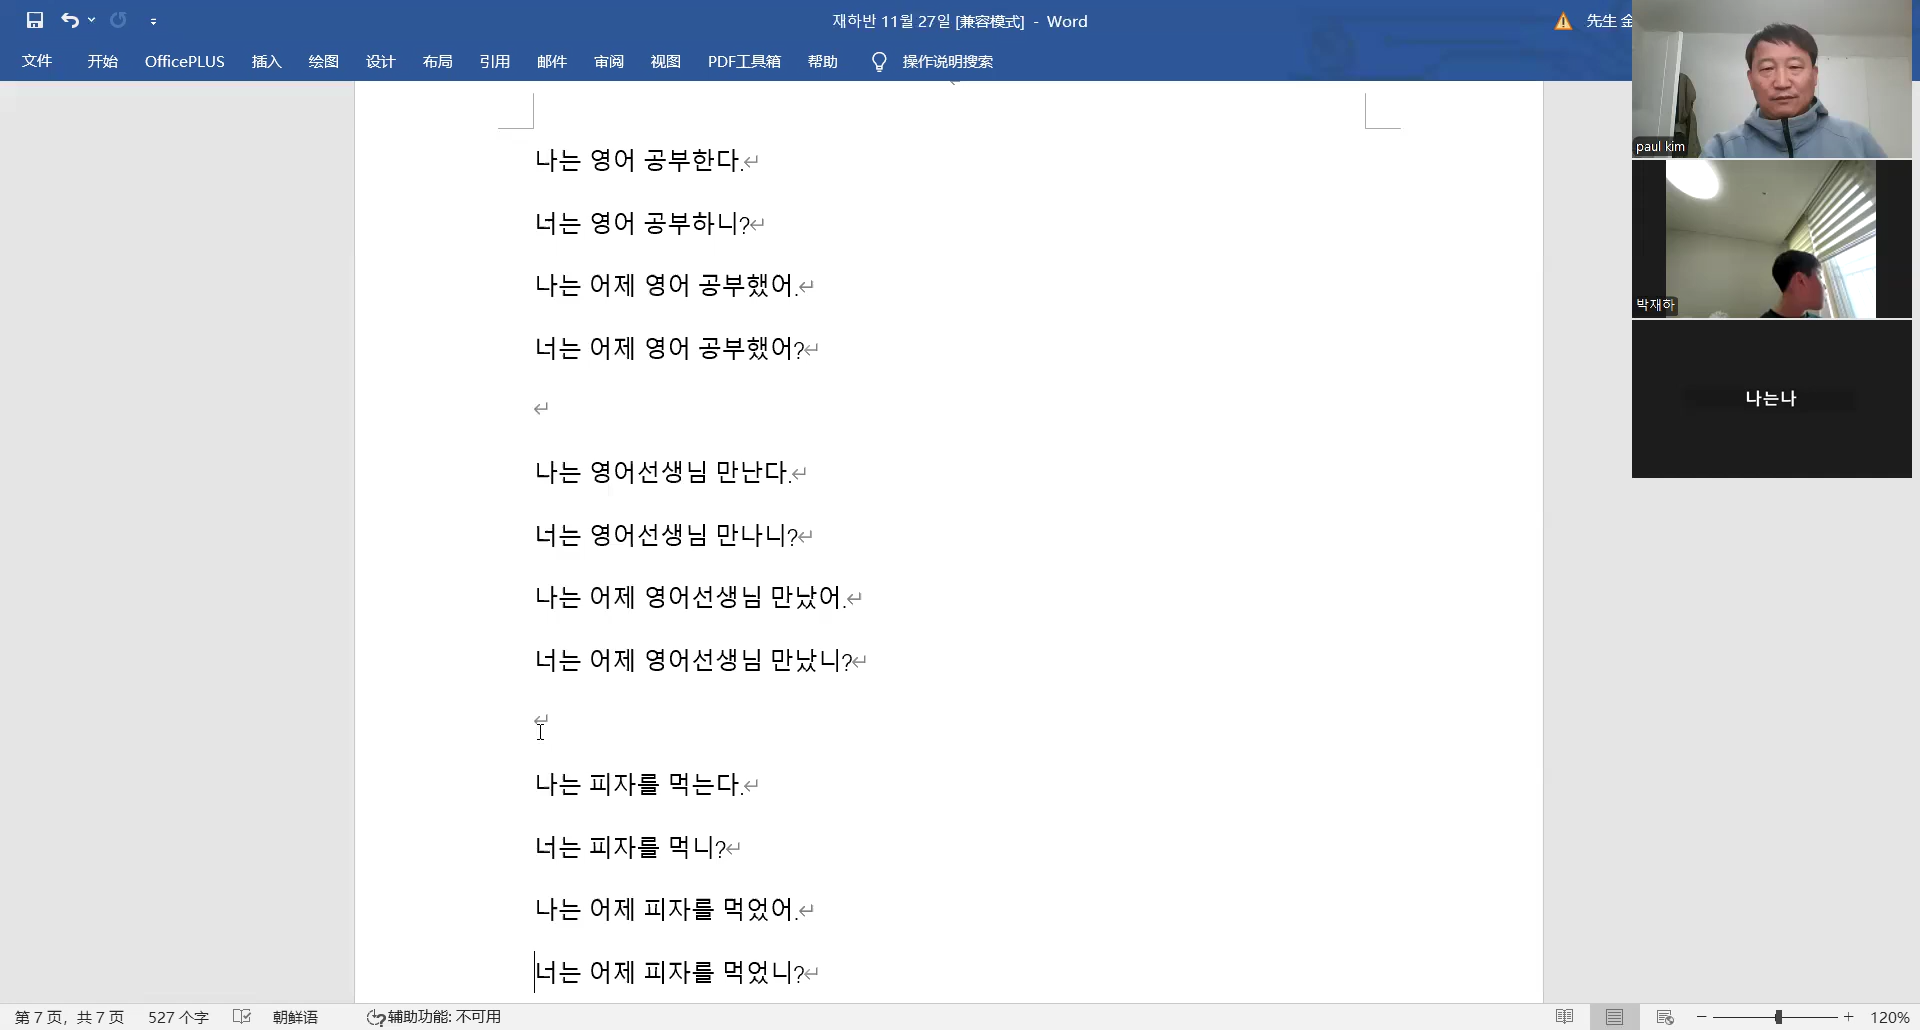 재하반 11월 27일 [兼容模式] - Word
先生 金
文件 开始 OfficePLUS 插入 绘图 设计 布局 引用 邮件 审阅 视图 PDF工具箱 帮助 操作说明搜索
paul kim
박재하
나는나
나는 영어 공부한다.
너는 영어 공부하니?
나는 어제 영어 공부했어.
너는 어제 영어 공부했어?
나는 영어선생님 만난다.
너는 영어선생님 만나니?
나는 어제 영어선생님 만났어.
너는 어제 영어선생님 만났니?
나는 피자를 먹는다.
너는 피자를 먹니?
나는 어제 피자를 먹었어.
너는 어제 피자를 먹었니?
第 7 页，共 7 页 527 个字 朝鲜语 辅助功能: 不可用 120%